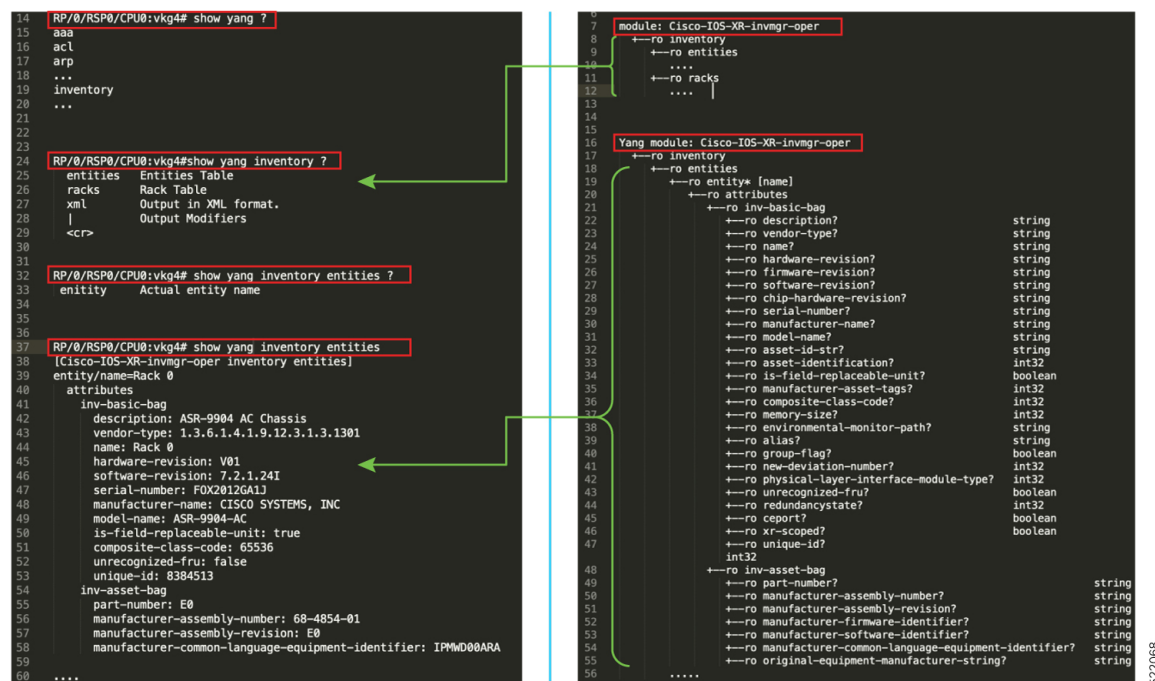 14 RP/0/RSP0/CPU0:vkg4# show yang ?
15 aaa
16 acl
17 arp
18 ...
19 inventory
20 ...
21
22
23
24 RP/0/RSP0/CPU0:vkg4#show yang inventory ?
25 entities Entities Table
26 racks Rack Table
27 xml Output in XML format.
28 | Output Modifiers
29 <cr>
30
31
32 RP/0/RSP0/CPU0:vkg4# show yang inventory entities ?
33 enitity Actual entity name
34
35
36
37 RP/0/RSP0/CPU0:vkg4# show yang inventory entities
38 [Cisco-IOS-XR-invmgr-oper inventory entities]
39 entity/name=Rack 0
40 attributes
41 inv-basic-bag
42 description: ASR-9904 AC Chassis
43 vendor-type: 1.3.6.1.4.1.9.12.3.1.3.1301
44 name: Rack 0
45 hardware-revision: V01
46 software-revision: 7.2.1.24I
47 serial-number: FOX2012GA1J
48 manufacturer-name: CISCO SYSTEMS, INC
49 model-name: ASR-9904-AC
50 is-field-replaceable-unit: true
51 composite-class-code: 65536
52 unrecognized-fru: false
53 unique-id: 8384513
54 inv-asset-bag
55 part-number: E0
56 manufacturer-assembly-number: 68-4854-01
57 manufacturer-assembly-revision: E0
58 manufacturer-common-language-equipment-identifier: IPMWD00ARA
59
60 ....
6
7 module: Cisco-IOS-XR-invmgr-oper
8 +--ro inventory
9 +--ro entities
10 ....
11 +--ro racks
12 ....
13
14
15
16 Yang module: Cisco-IOS-XR-invmgr-oper
17 +--ro inventory
18 +--ro entities
19 +--ro entity* [name]
20 +--ro attributes
21 +--ro inv-basic-bag
22 +--ro description? string
23 +--ro vendor-type? string
24 +--ro name? string
25 +--ro hardware-revision? string
26 +--ro firmware-revision? string
27 +--ro software-revision? string
28 +--ro chip-hardware-revision? string
29 +--ro serial-number? string
30 +--ro manufacturer-name? string
31 +--ro model-name? string
32 +--ro asset-id-str? string
33 +--ro asset-identification? int32
34 +--ro is-field-replaceable-unit? boolean
35 +--ro manufacturer-asset-tags? int32
36 +--ro composite-class-code? int32
37 +--ro memory-size? int32
38 +--ro environmental-monitor-path? string
39 +--ro alias? string
40 +--ro group-flag? boolean
41 +--ro new-deviation-number? int32
42 +--ro physical-layer-interface-module-type? int32
43 +--ro unrecognized-fru? boolean
44 +--ro redundancystate? int32
45 +--ro ceport? boolean
46 +--ro xr-scoped? boolean
47 +--ro unique-id?
int32
48 +--ro inv-asset-bag
49 +--ro part-number? string
50 +--ro manufacturer-assembly-number? string
51 +--ro manufacturer-assembly-revision? string
52 +--ro manufacturer-firmware-identifier? string
53 +--ro manufacturer-software-identifier? string
54 +--ro manufacturer-common-language-equipment-identifier? string
55 +--ro original-equipment-manufacturer-string? string
56 .....